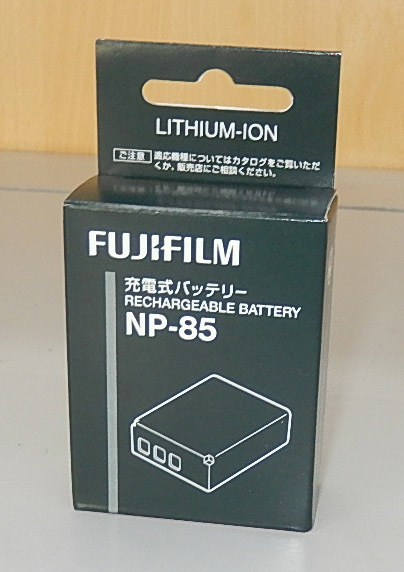 LITHIUM-ION
ご注意 適応機種についてはカタログをご覧いただ
くか、販売店にご相談ください。
FUJIFILM
充電式バッテリー
RECHARGEABLE BATTERY
NP-85